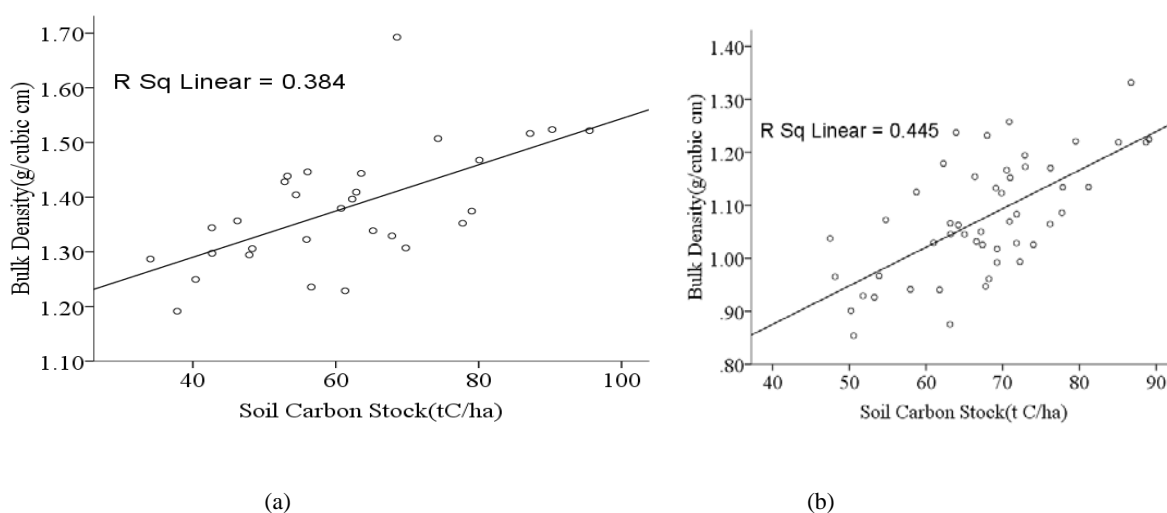 1.70
1.60
1.50
1.40
1.30
1.20
1.10
Bulk Density(g/cubic cm)
R Sq Linear = 0.384
40 60 80 100
Soil Carbon Stock(tC/ha)
(a)
1.40
1.30
1.20
1.10
1.00
.90
.80
Bulk Density(g/cubic cm)
R Sq Linear = 0.445
40 50 60 70 80 90
Soil Carbon Stock(t C/ha)
(b)